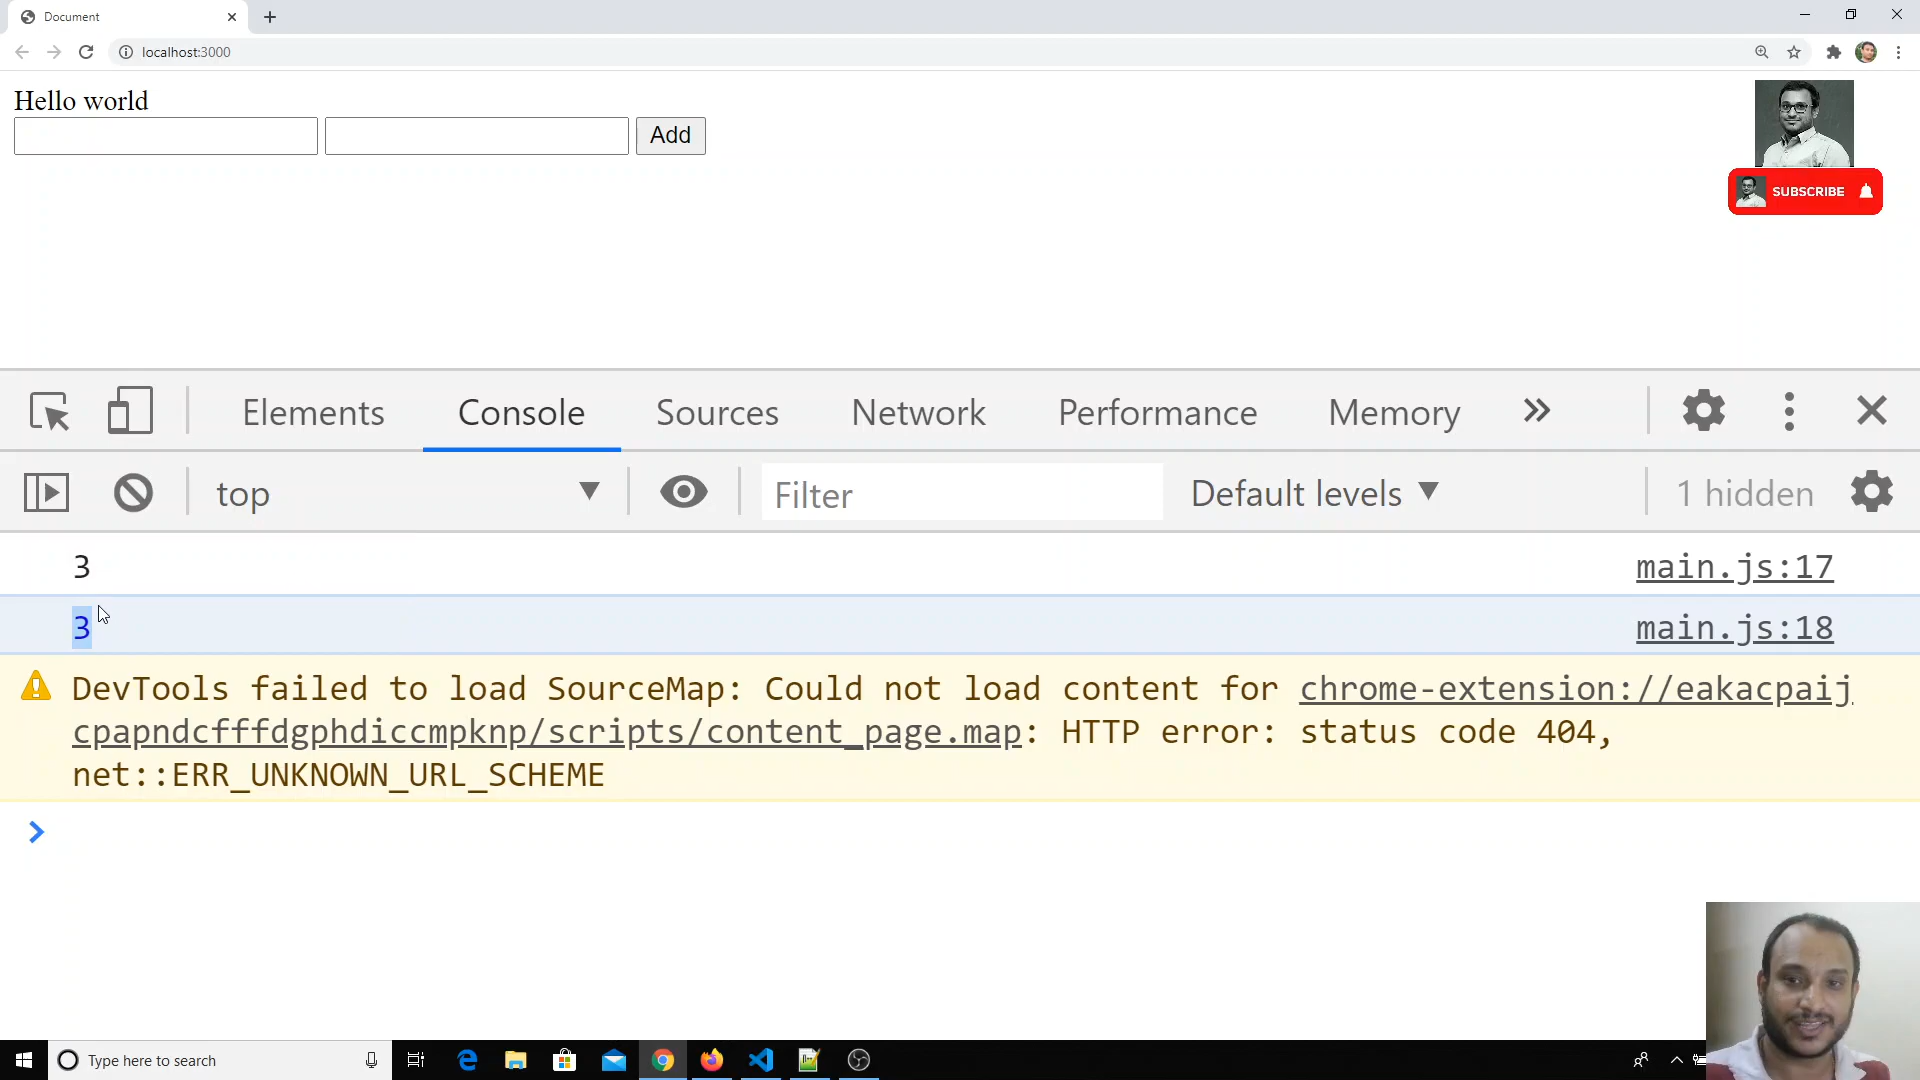 Document
localhost:3000
Hello world
Add
SUBSCRIBE
Elements Console Sources Network Performance Memory
top Filter Default levels 1 hidden
3 main.js:17
3 main.js:18
DevTools failed to load SourceMap: Could not load content for chrome-extension://eakacpaij
cpapndcfffdgphdiccmpknp/scripts/content_page.map: HTTP error: status code 404,
net::ERR_UNKNOWN_URL_SCHEME
Type here to search